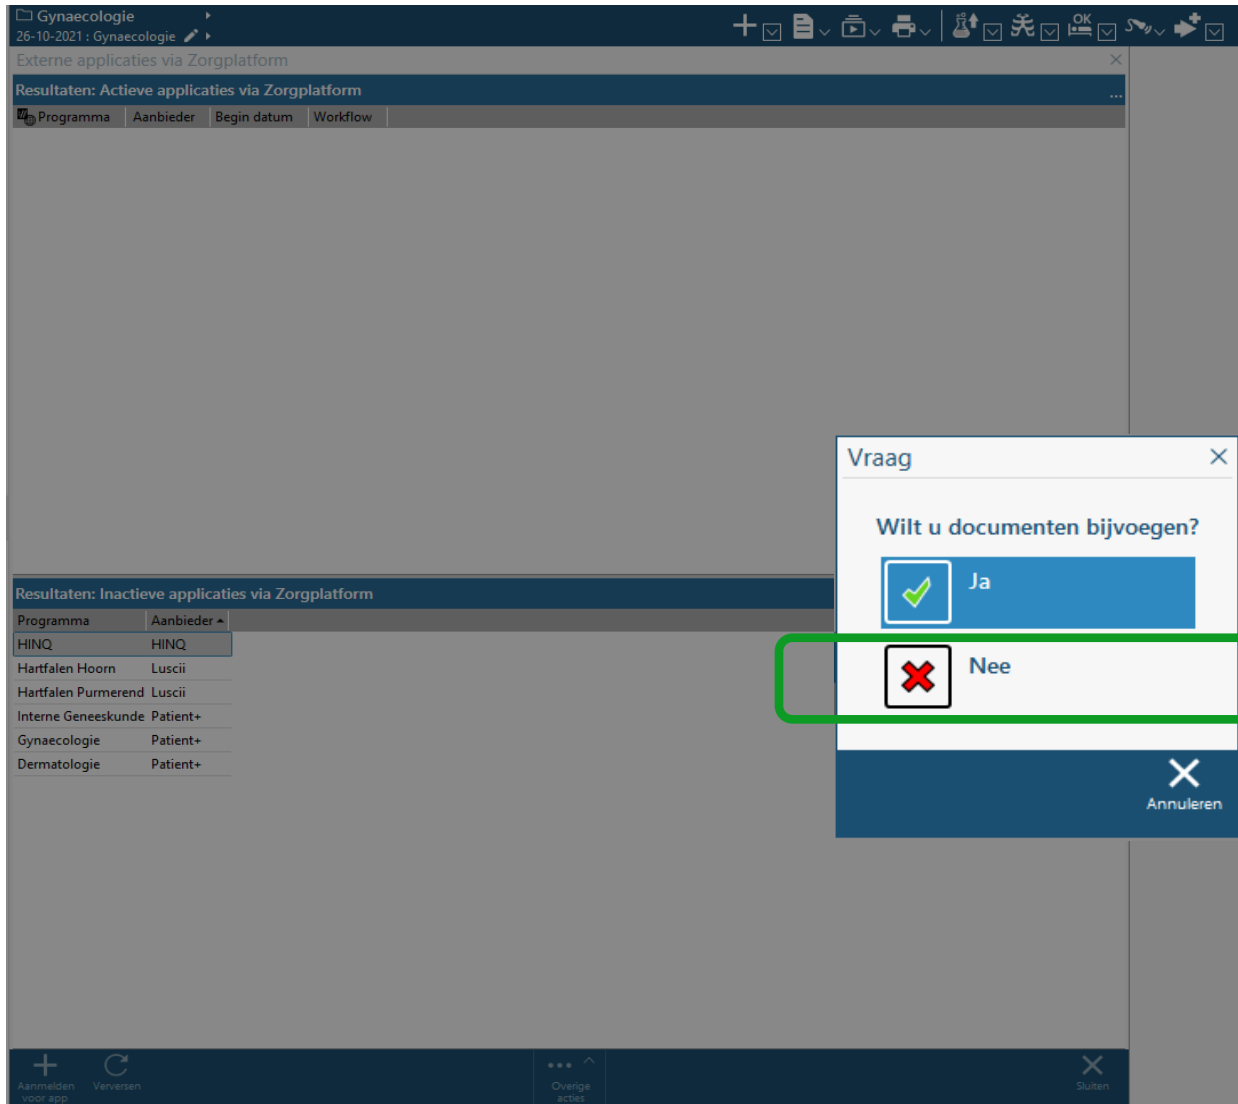 Gynaecologie
26-10-2021 : Gynaecologie
OK
Externe applicaties via Zorgplatform
Resultaten: Actieve applicaties via Zorgplatform
...
Programma Aanbieder Begin datum Workflow
Vraag
Wilt u documenten bijvoegen?
Ja
Nee
Annuleren
Resultaten: Inactieve applicaties via Zorgplatform
Programma Aanbieder
HINQ HINQ
Hartfalen Hoorn Luscii
Hartfalen Purmerend Luscii
Interne Geneeskunde Patient+
Gynaecologie Patient+
Dermatologie Patient+
Aanmelden voor app
Verversen
Overige acties
Sluiten